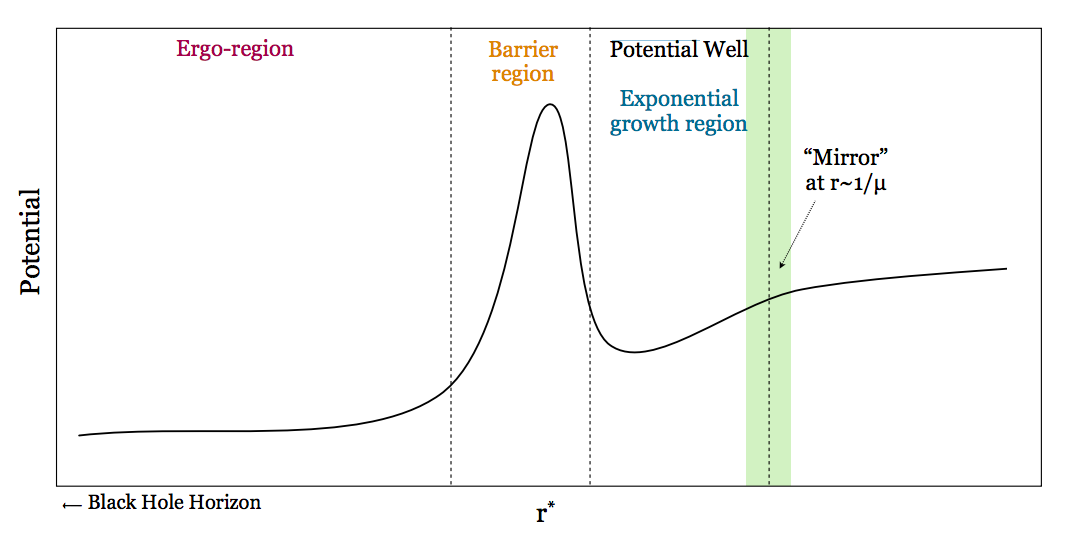 Ergo-region
Barrier
region
Potential Well
Exponential
growth region
“Mirror”
at r~1/μ
Potential
← Black Hole Horizon
r*